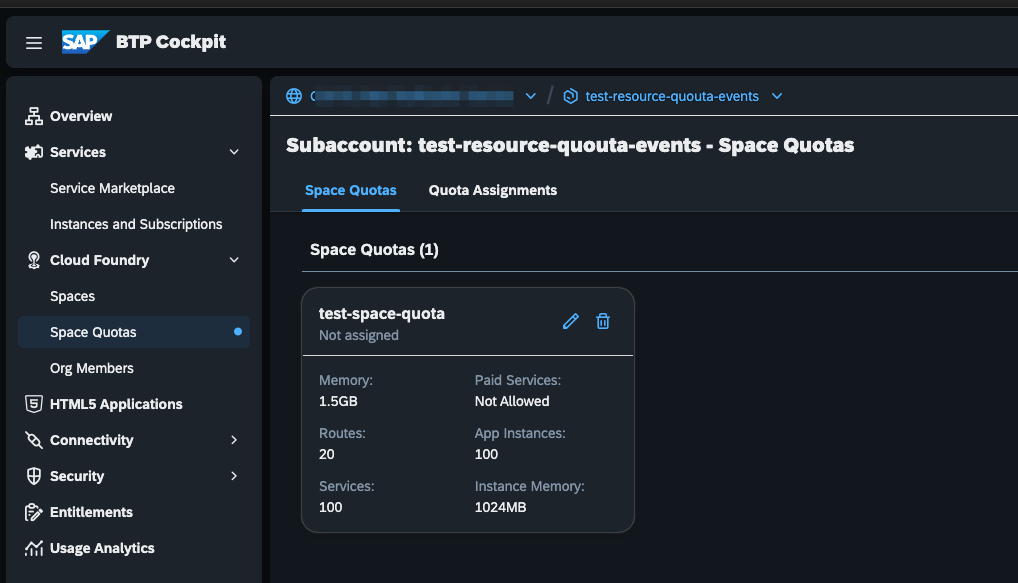 SAP BTP Cockpit
Overview
Services
Service Marketplace
Instances and Subscriptions
Cloud Foundry
Spaces
Space Quotas
Org Members
HTML5 Applications
Connectivity
Security
Entitlements
Usage Analytics
/ test-resource-quouta-events
Subaccount: test-resource-quouta-events - Space Quotas
Space Quotas Quota Assignments
Space Quotas (1)
test-space-quota
Not assigned
Memory: Paid Services:
1.5GB Not Allowed
Routes: App Instances:
20 100
Services: Instance Memory:
100 1024MB